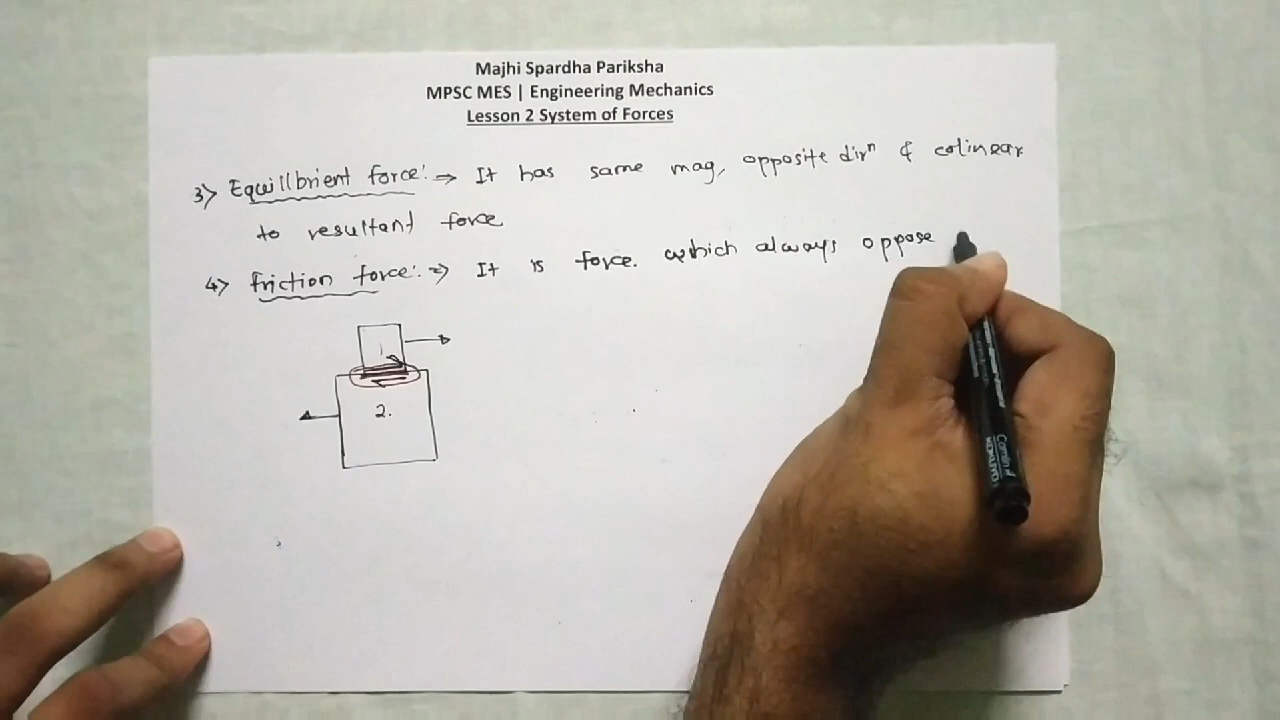 Majhi Spardha Pariksha
MPSC MES | Engineering Mechanics
Lesson 2 System of Forces
3) Equillbrient force :→ It has same mag, opposite dirⁿ & colinear
to resultant force
4) friction force :⇒ It is force. which always oppose
1
2.